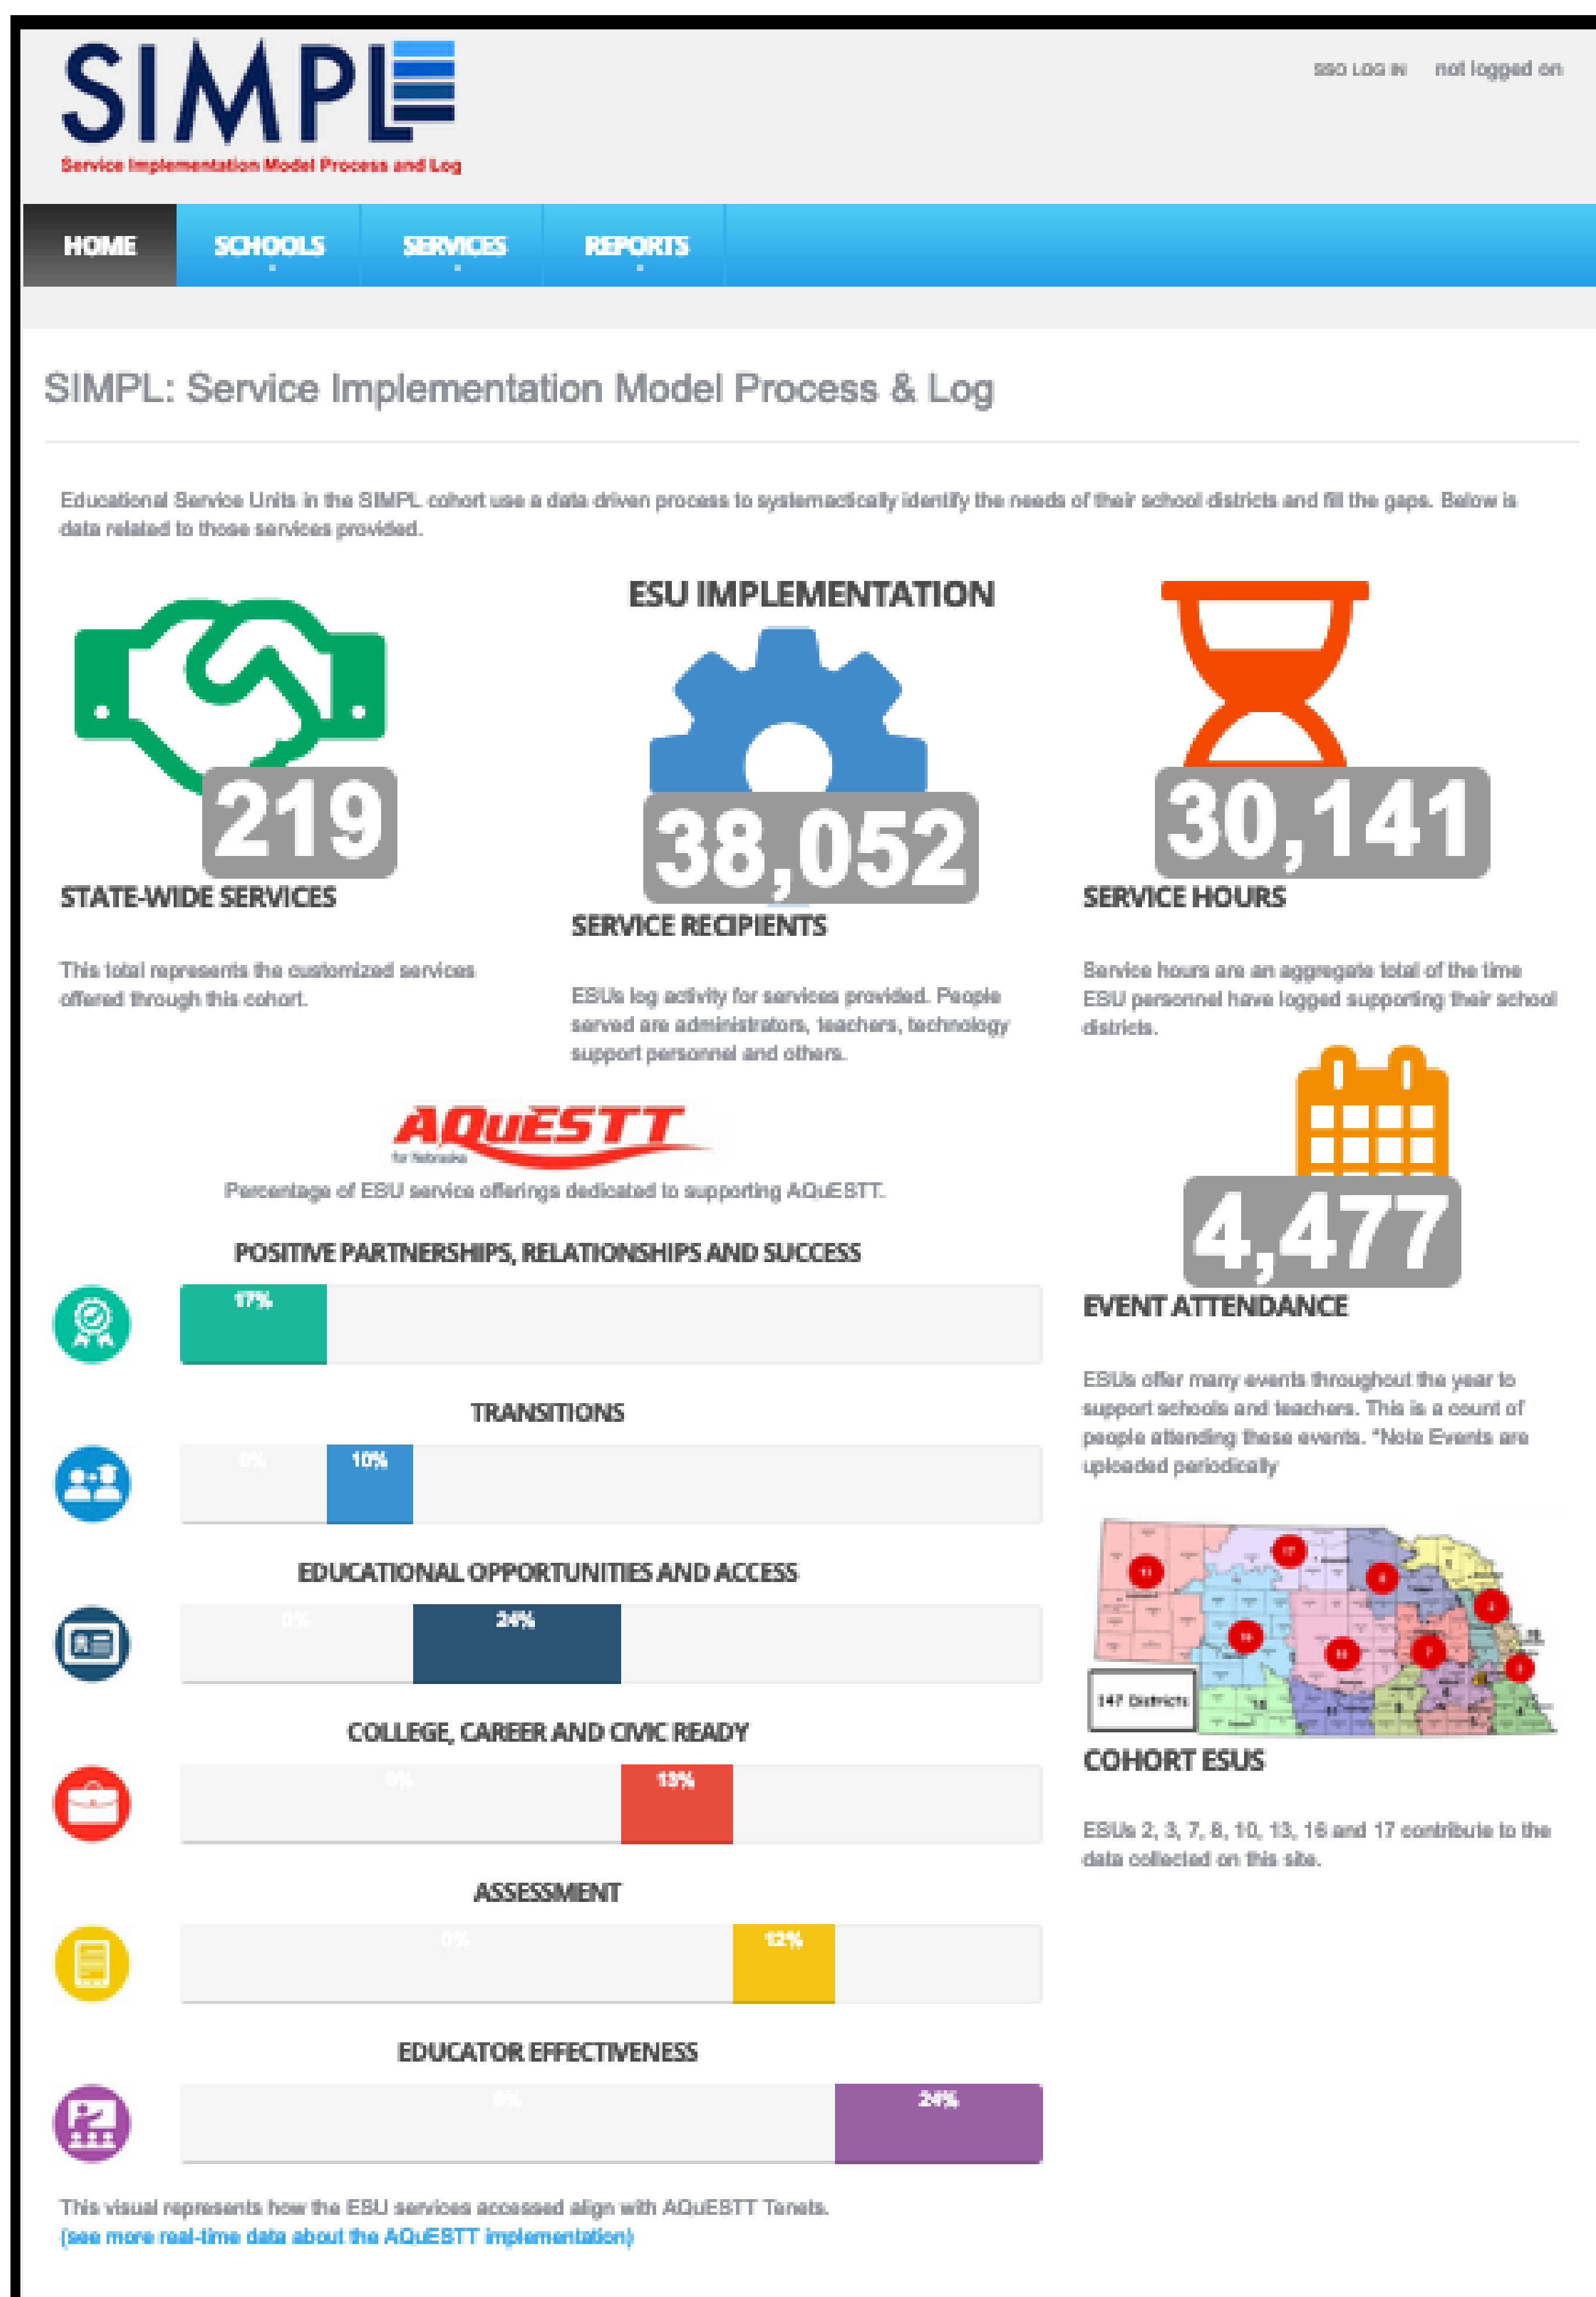 SIMPL
Service Implementation Model Process and Log
SSO LOG IN not logged on
HOME SCHOOLS SERVICES REPORTS
SIMPL: Service Implementation Model Process & Log
Educational Service Units in the SIMPL cohort use a data driven process to systemactically identify the needs of their school districts and fill the gaps. Below is
data related to those services provided.
219
STATE-WIDE SERVICES
This total represents the customized services
offered through this cohort.
ESU IMPLEMENTATION
38,052
SERVICE RECIPIENTS
ESUs log activity for services provided. People
served are administrators, teachers, technology
support personnel and others.
30,141
SERVICE HOURS
Service hours are an aggregate total of the time
ESU personnel have logged supporting their school
districts.
AQuESTT
for Nebraska
Percentage of ESU service offerings dedicated to supporting AQuESTT.
POSITIVE PARTNERSHIPS, RELATIONSHIPS AND SUCCESS
17%
TRANSITIONS
0% 10%
EDUCATIONAL OPPORTUNITIES AND ACCESS
0% 24%
COLLEGE, CAREER AND CIVIC READY
0% 13%
ASSESSMENT
0% 12%
EDUCATOR EFFECTIVENESS
0% 24%
This visual represents how the ESU services accessed align with AQuESTT Tenets.
(see more real-time data about the AQuESTT implementation)
4,477
EVENT ATTENDANCE
ESUs offer many events throughout the year to
support schools and teachers. This is a count of
people attending these events. *Note Events are
uploaded periodically
147 Districts
COHORT ESUS
ESUs 2, 3, 7, 8, 10, 13, 16 and 17 contribute to the
data collected on this site.